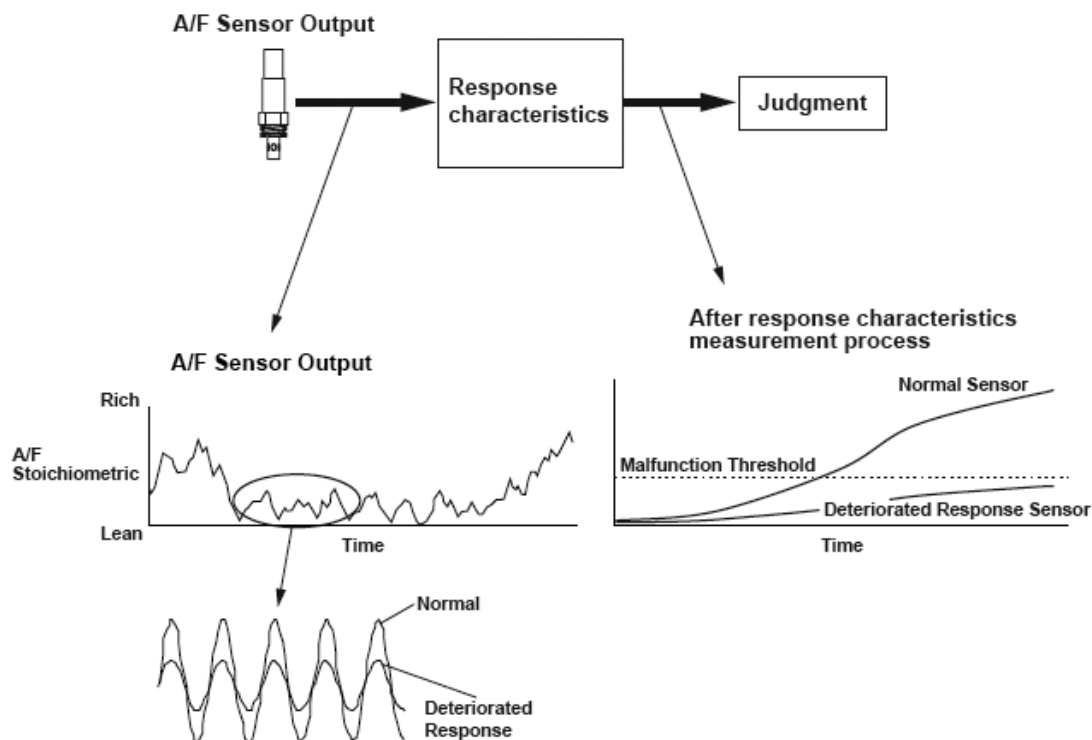 A/F Sensor Output
Response
characteristics
Judgment
After response characteristics
measurement process
A/F Sensor Output
Rich
A/F
Stoichiometric
Lean
Time
Normal Sensor
Malfunction Threshold
Deteriorated Response Sensor
Time
Normal
Deteriorated
Response